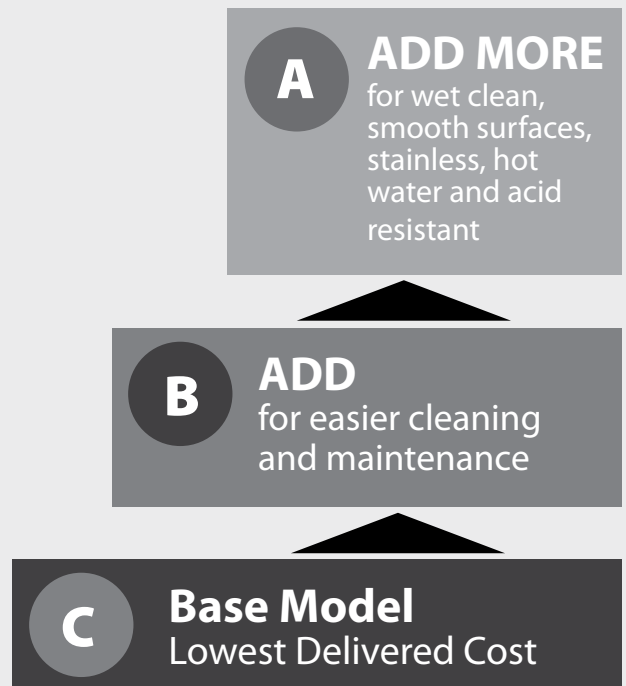 A
ADD MORE
for wet clean,
smooth surfaces,
stainless, hot
water and acid
resistant
B
ADD
for easier cleaning
and maintenance
C
Base Model
Lowest Delivered Cost